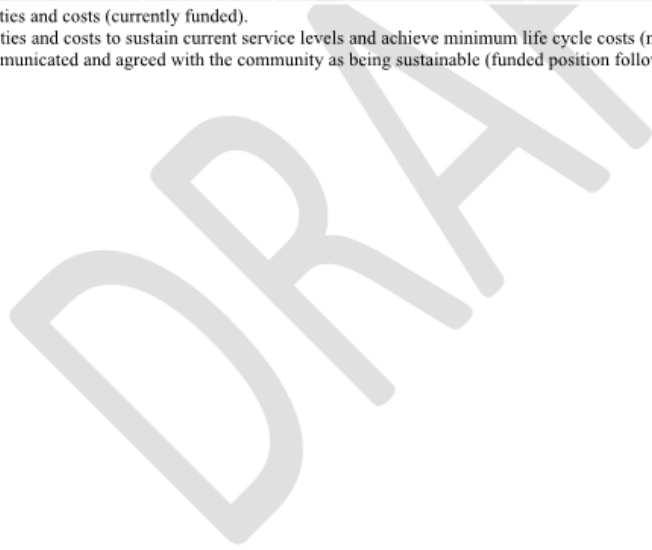 ties and costs (currently funded).
ties and costs to sustain current service levels and achieve minimum life cycle costs (
municated and agreed with the community as being sustainable (funded position follo
DRA